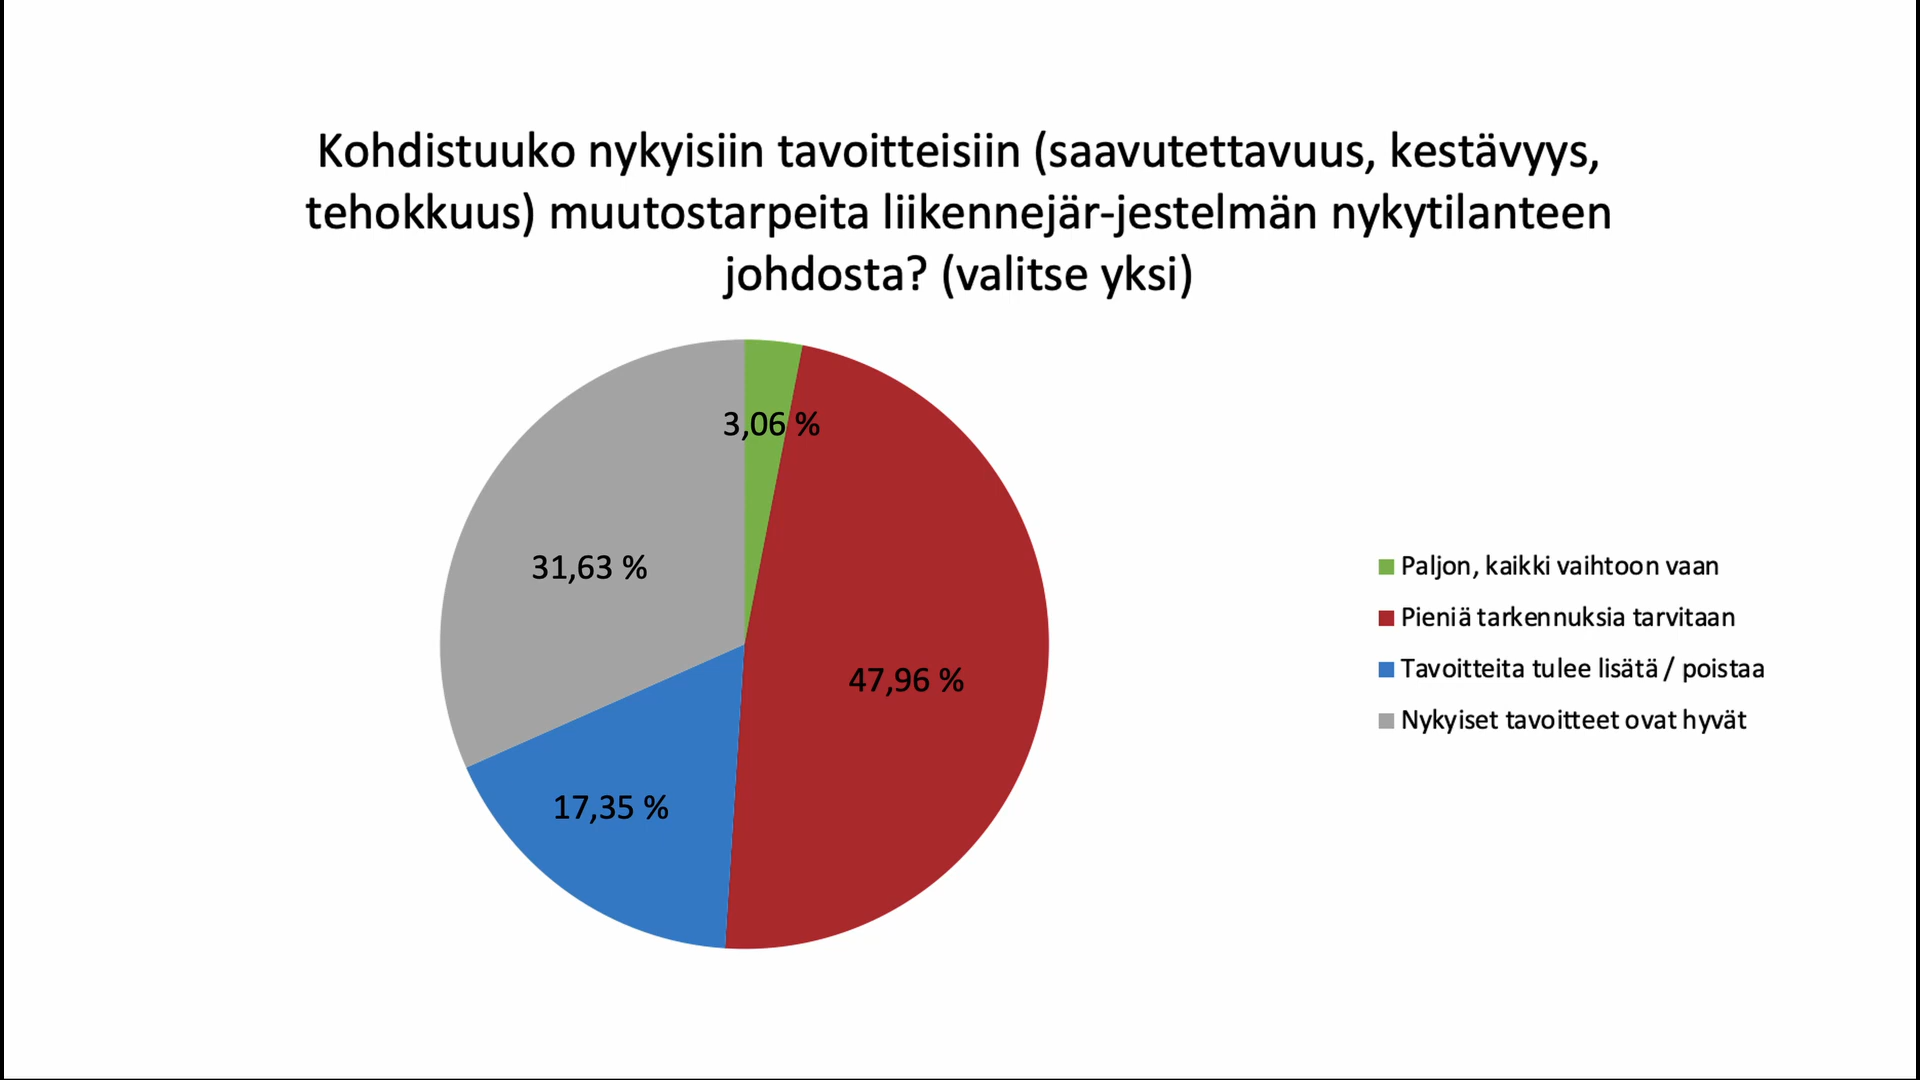 Kohdistuuko nykyisiin tavoitteisiin (saavutettavuus, kestävyys,
tehokkuus) muutostarpeita liikennejär-jestelmän nykytilanteen
johdosta? (valitse yksi)
3,06 %
31,63 %
47,96 %
17,35 %
Paljon, kaikki vaihtoon vaan
Pieniä tarkennuksia tarvitaan
Tavoitteita tulee lisätä / poistaa
Nykyiset tavoitteet ovat hyvät